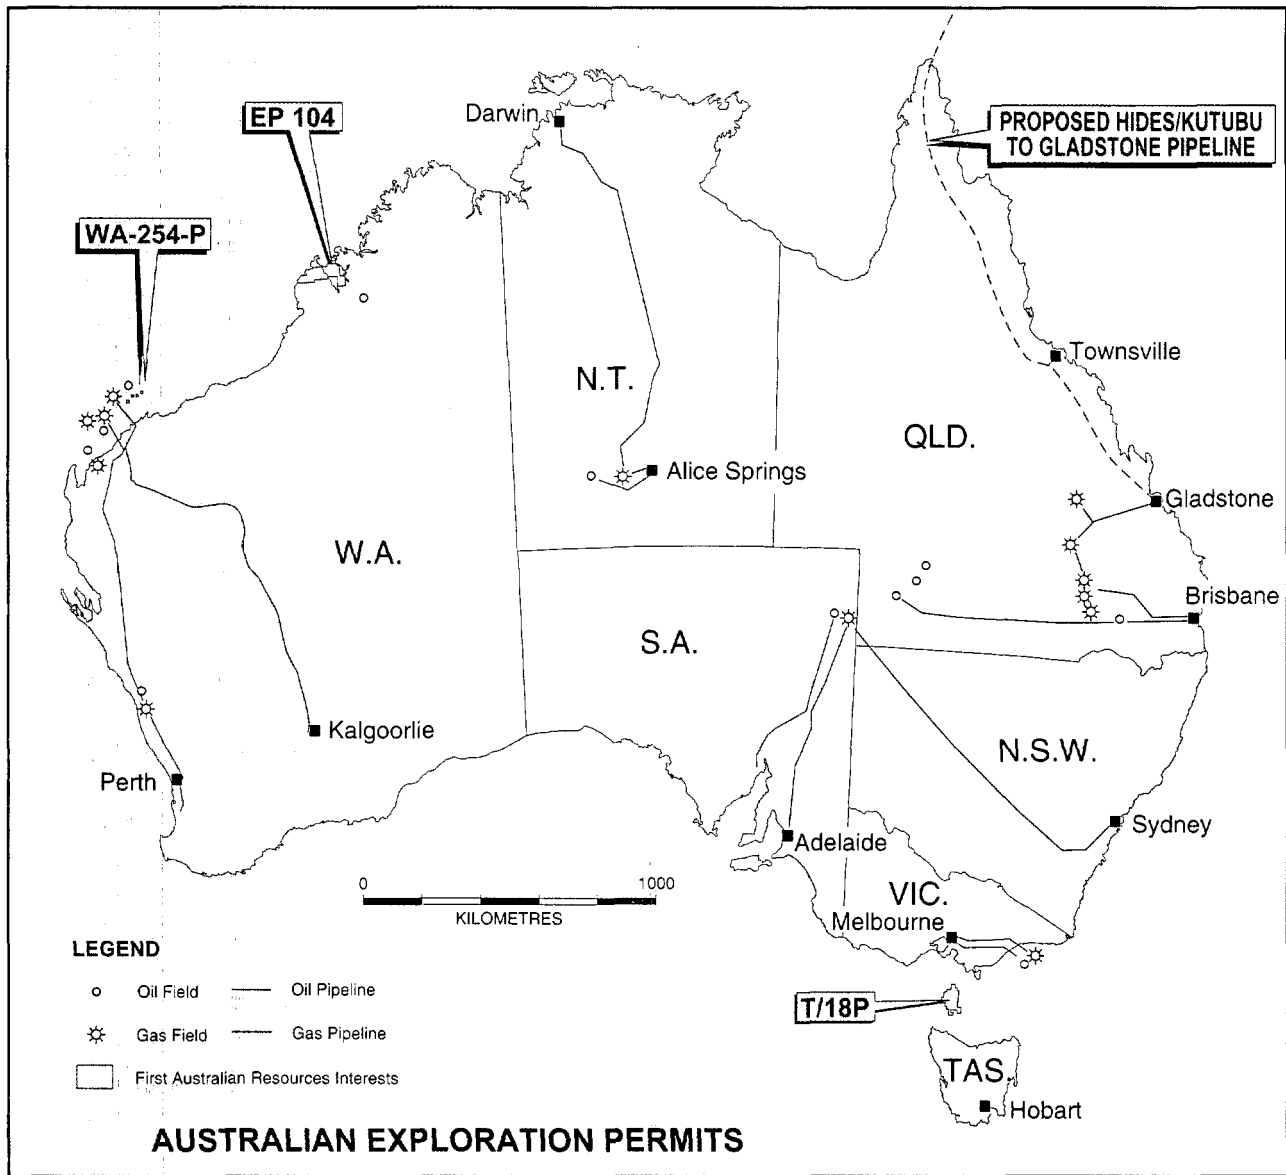 EP 104
Darwin
PROPOSED HIDES/KUTUBU
TO GLADSTONE PIPELINE
WA-254-P
Townsville
N.T.
QLD.
Alice Springs
Gladstone
W.A.
Brisbane
S.A.
Kalgoorlie
N.S.W.
Perth
Sydney
Adelaide
0 1000
KILOMETRES
VIC.
Melbourne
LEGEND
Oil Field Oil Pipeline
Gas Field Gas Pipeline
First Australian Resources Interests
T/18P
TAS.
Hobart
AUSTRALIAN EXPLORATION PERMITS